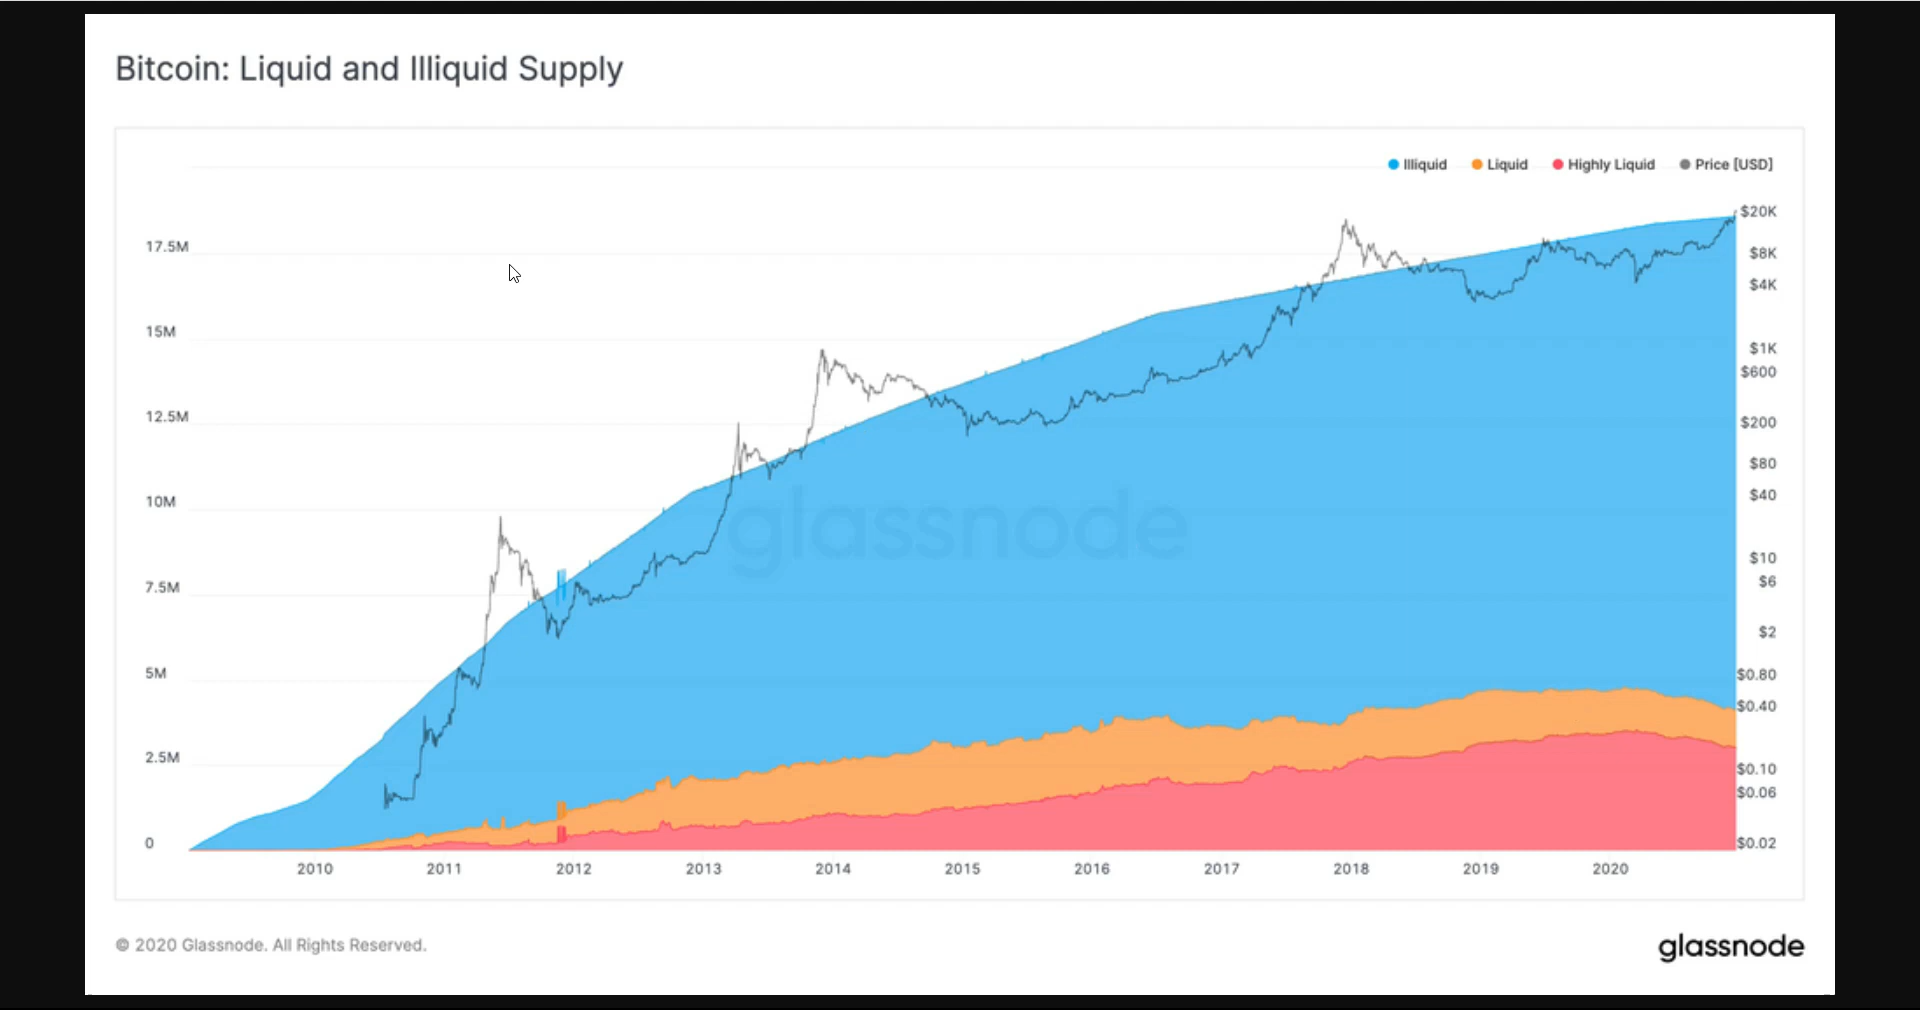 Bitcoin: Liquid and Illiquid Supply
Illiquid Liquid Highly Liquid Price [USD]
17.5M
15M
12.5M
10M
7.5M
5M
2.5M
0
$20K
$8K
$4K
$1K
$600
$200
$80
$40
$10
$6
$2
$0.80
$0.40
$0.10
$0.06
$0.02
glassnode
2010 2011 2012 2013 2014 2015 2016 2017 2018 2019 2020
© 2020 Glassnode. All Rights Reserved.
glassnode